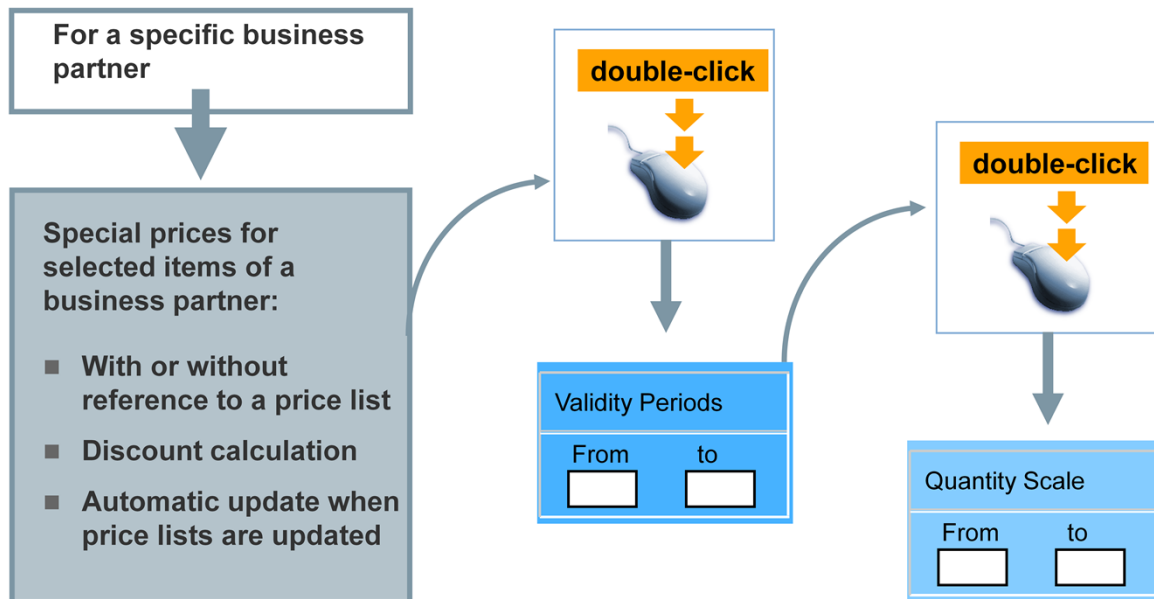 For a specific business
partner
Special prices for
selected items of a
business partner:
■ With or without
reference to a price list
■ Discount calculation
■ Automatic update when
price lists are updated
double-click
Validity Periods
From to
double-click
Quantity Scale
From to